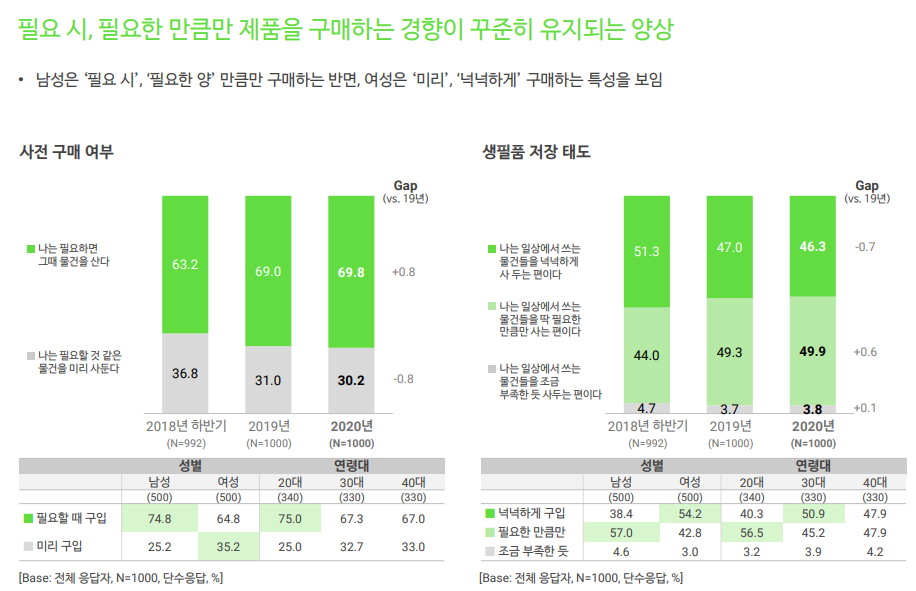 필요 시, 필요한 만큼만 제품을 구매하는 경향이 꾸준히 유지되는 양상
• 남성은 ‘필요 시’, ‘필요한 양’ 만큼만 구매하는 반면, 여성은 ‘미리’, ‘넉넉하게’ 구매하는 특성을 보임
사전 구매 여부
Gap
(vs. 19년)
나는 필요하면
그때 물건을 산다
63.2
69.0
69.8
+0.8
나는 필요할 것 같은
물건을 미리 사둔다
36.8
31.0
30.2
-0.8
2018년 하반기
2019년
2020년
(N=992)
(N=1000)
(N=1000)
성별 연령대
남성 여성 20대 30대 40대
(500) (500) (340) (330) (330)
필요할 때 구입 74.8 64.8 75.0 67.3 67.0
미리 구입 25.2 35.2 25.0 32.7 33.0
[Base: 전체 응답자, N=1000, 단수응답, %]
생필품 저장 태도
Gap
(vs. 19년)
나는 일상에서 쓰는
물건들을 넉넉하게
사 두는 편이다
51.3
47.0
46.3
-0.7
나는 일상에서 쓰는
물건들을 딱 필요한
만큼만 사는 편이다
44.0
49.3
49.9
+0.6
나는 일상에서 쓰는
물건들을 조금
부족한 듯 사두는 편이다
4.7
3.7
3.8
+0.1
2018년 하반기
2019년
2020년
(N=992)
(N=1000)
(N=1000)
성별 연령대
남성 여성 20대 30대 40대
(500) (500) (340) (330) (330)
넉넉하게 구입 38.4 54.2 40.3 50.9 47.9
필요한 만큼만 57.0 42.8 56.5 45.2 47.9
조금 부족한 듯 4.6 3.0 3.2 3.9 4.2
[Base: 전체 응답자, N=1000, 단수응답, %]